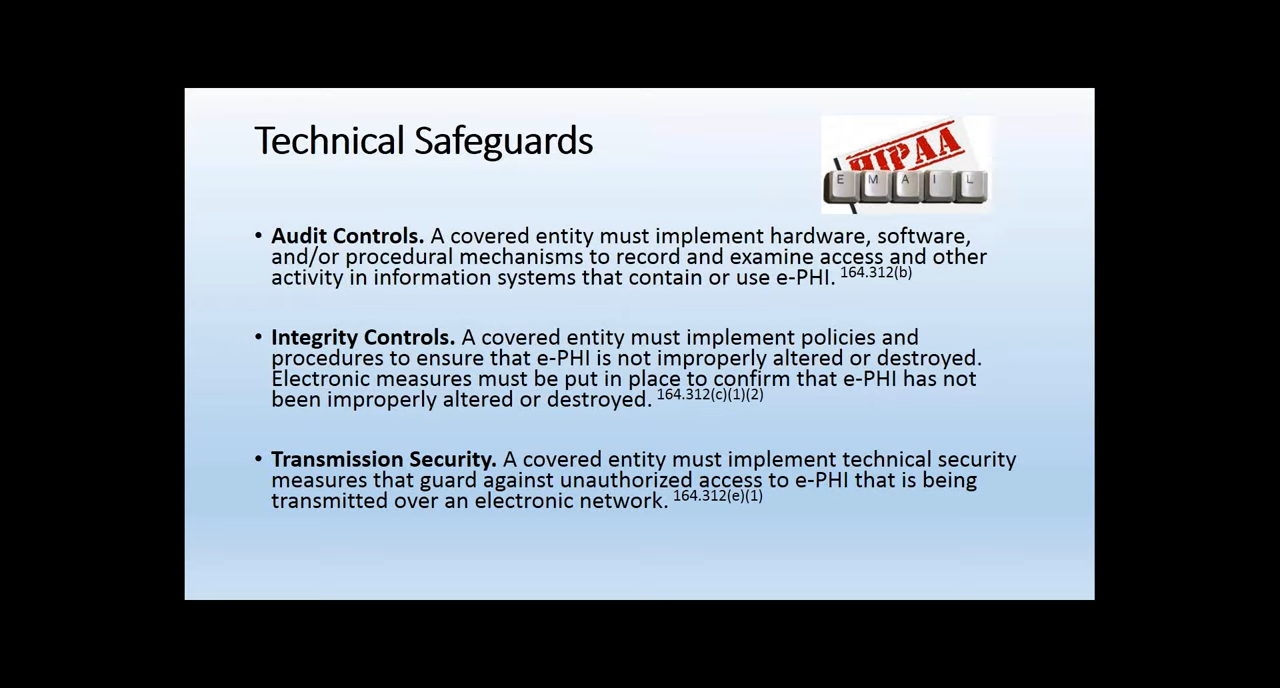 Technical Safeguards
HIPAA
E M A I L
• Audit Controls. A covered entity must implement hardware, software,
and/or procedural mechanisms to record and examine access and other
activity in information systems that contain or use e-PHI. 164.312(b)
• Integrity Controls. A covered entity must implement policies and
procedures to ensure that e-PHI is not improperly altered or destroyed.
Electronic measures must be put in place to confirm that e-PHI has not
been improperly altered or destroyed. 164.312(c)(1)(2)
• Transmission Security. A covered entity must implement technical security
measures that guard against unauthorized access to e-PHI that is being
transmitted over an electronic network. 164.312(e)(1)